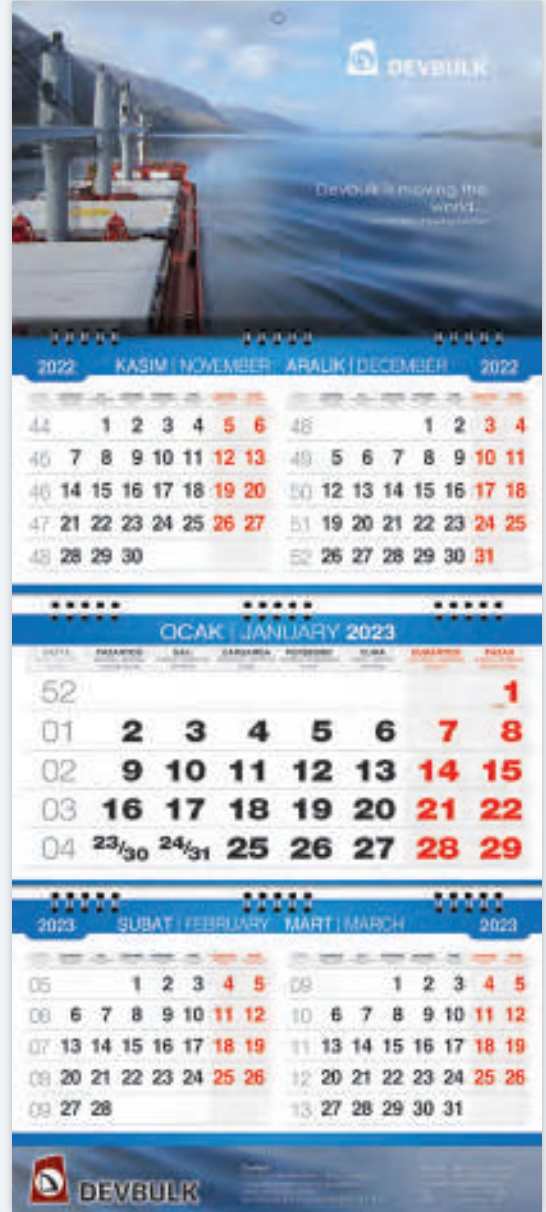 DEVBULK
Devbulk is moving the
world...
2022 KASIM | NOVEMBER ARALIK | DECEMBER 2022
44 1 2 3 4 5 6 48 1 2 3 4
45 7 8 9 10 11 12 13 49 5 6 7 8 9 10 11
46 14 15 16 17 18 19 20 50 12 13 14 15 16 17 18
47 21 22 23 24 25 26 27 51 19 20 21 22 23 24 25
48 28 29 30 52 26 27 28 29 30 31
OCAK | JANUARY 2023
HAFTA PAZARTESİ SALI ÇARŞAMBA PERŞEMBE CUMA CUMARTESİ PAZAR
52 1
01 2 3 4 5 6 7 8
02 9 10 11 12 13 14 15
03 16 17 18 19 20 21 22
04 23/30 24/31 25 26 27 28 29
2023 ŞUBAT | FEBRUARY MART | MARCH 2023
05 1 2 3 4 5 09 1 2 3 4 5
06 6 7 8 9 10 11 12 10 6 7 8 9 10 11 12
07 13 14 15 16 17 18 19 11 13 14 15 16 17 18 19
08 20 21 22 23 24 25 26 12 20 21 22 23 24 25 26
09 27 28 13 27 28 29 30 31
DEVBULK